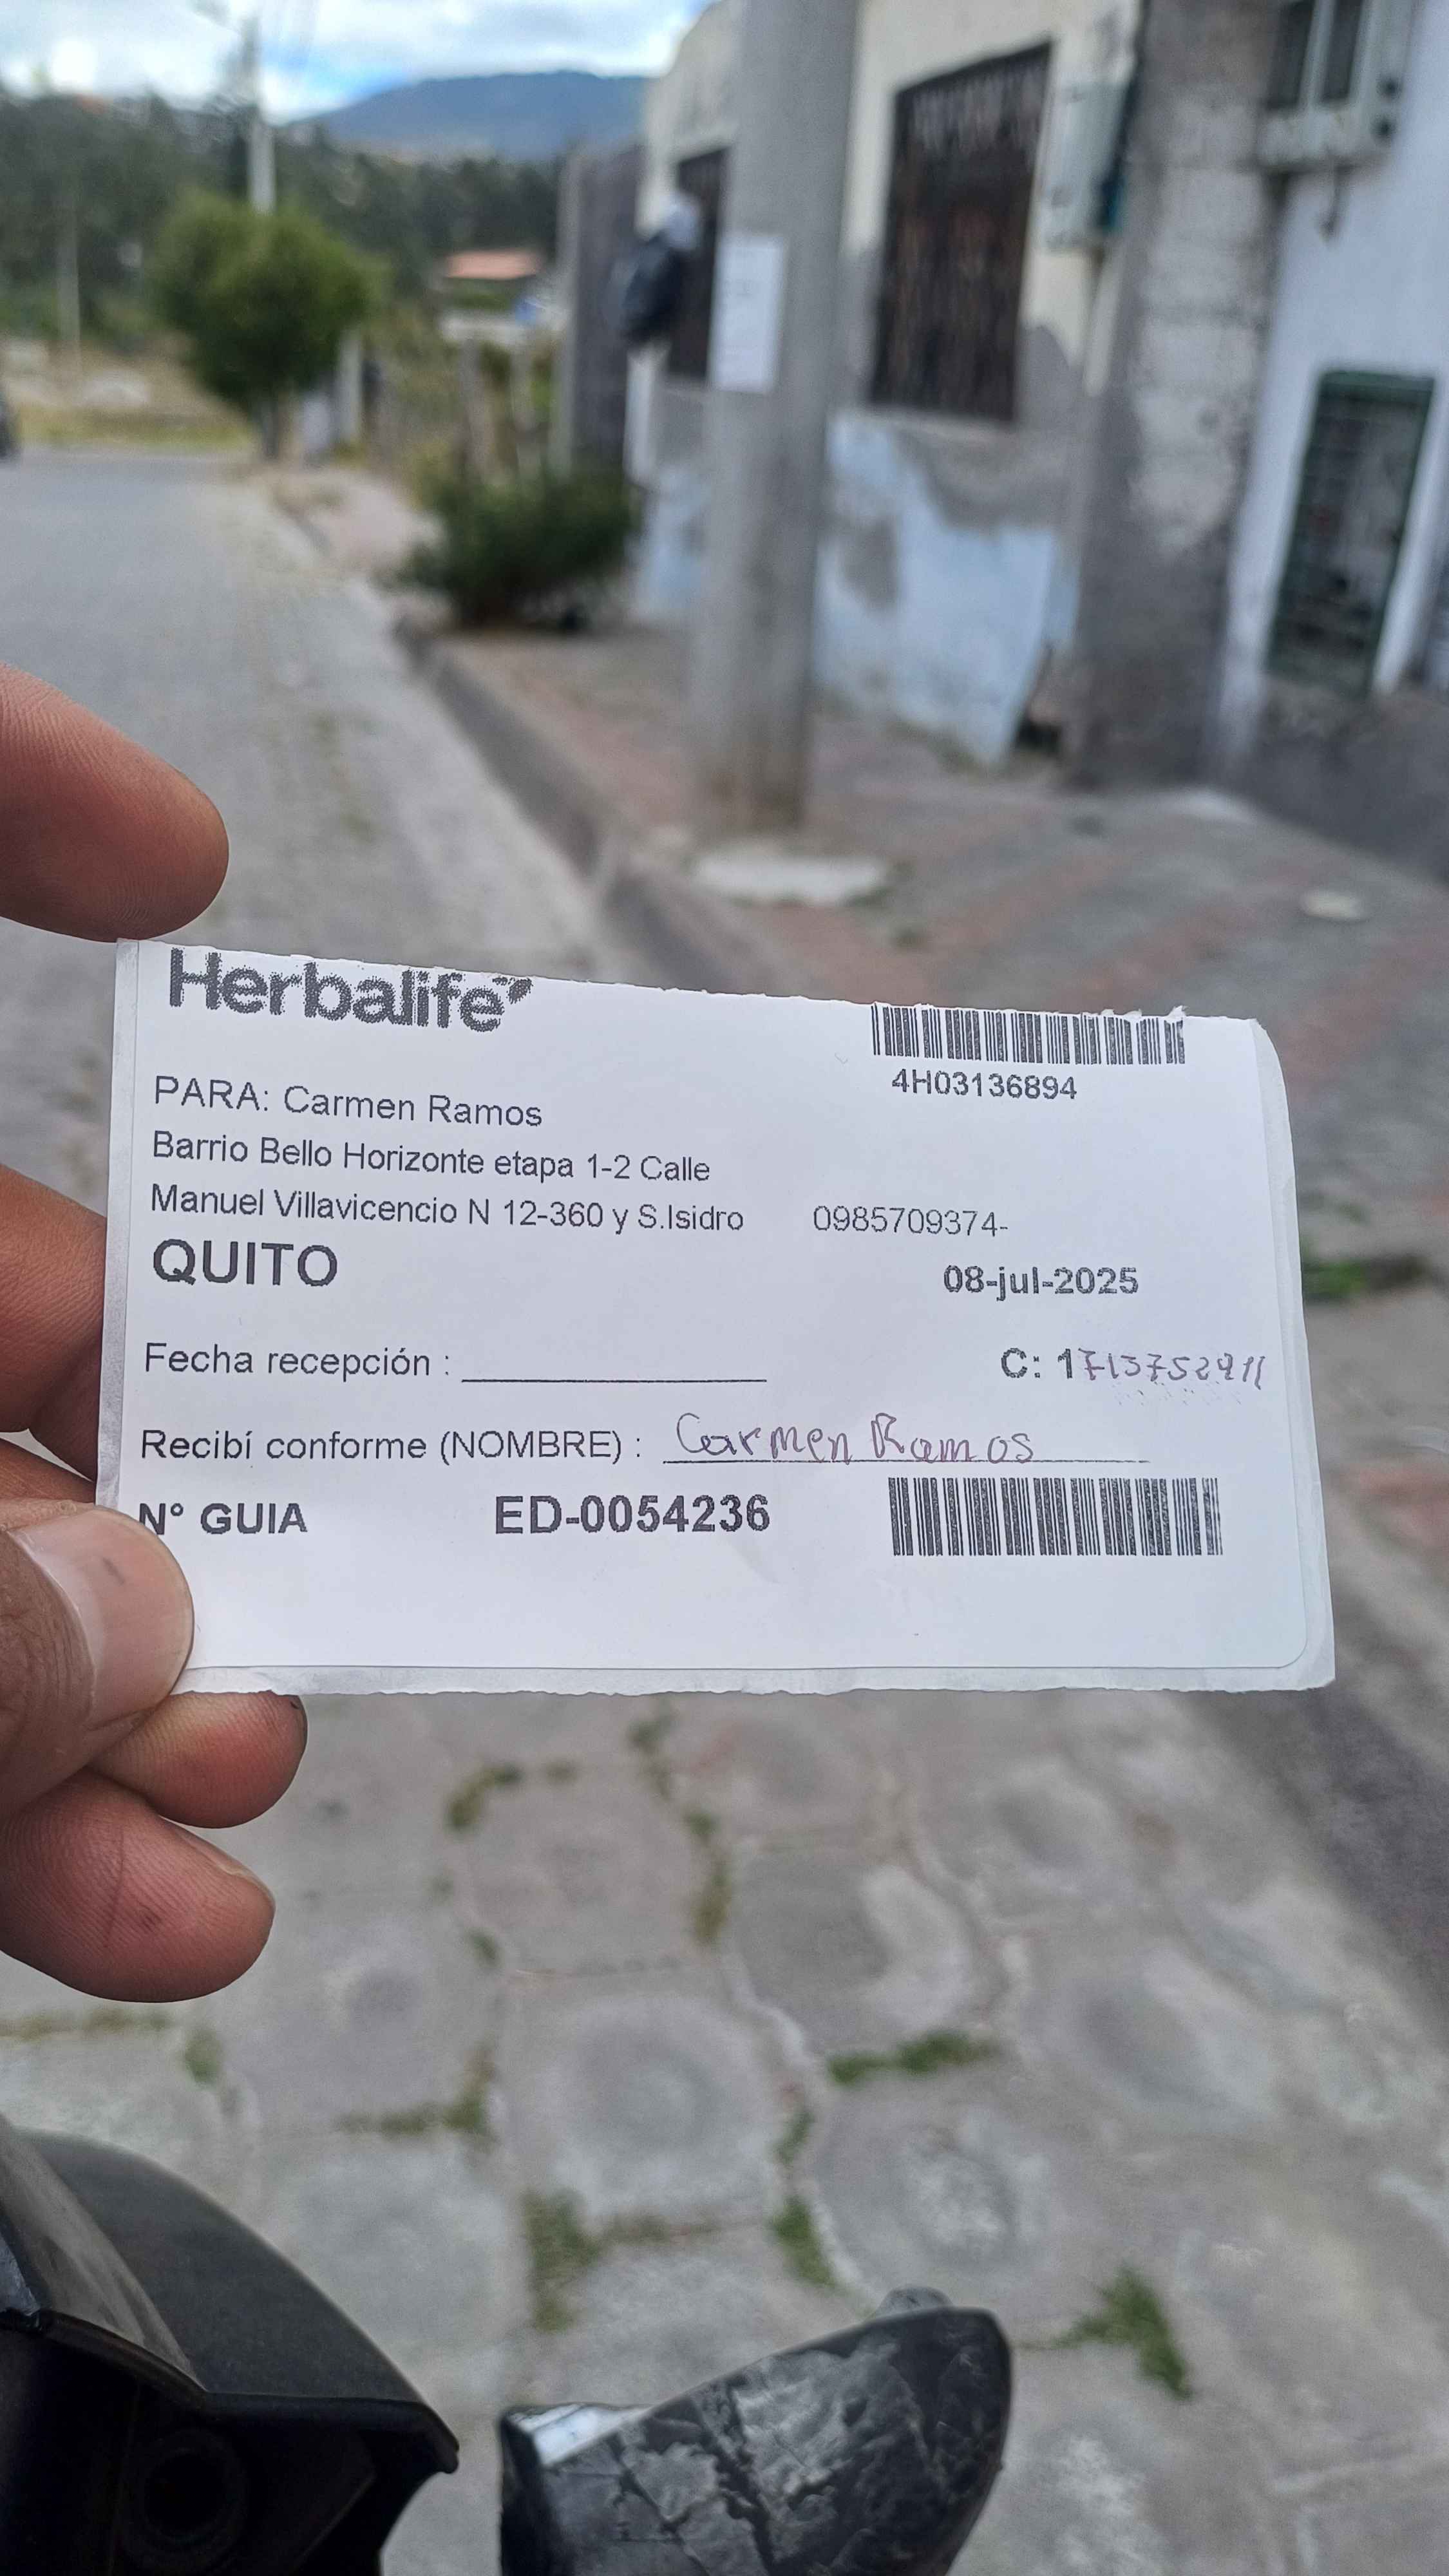 Herbalife
4H03136894
PARA: Carmen Ramos
Barrio Bello Horizonte etapa 1-2 Calle
Manuel Villavicencio N 12-360 y S.Isidro 0985709374-
QUITO 08-jul-2025
Fecha recepción : C: 1713752911
Recibí conforme (NOMBRE) : Carmen Ramos
N° GUIA ED-0054236